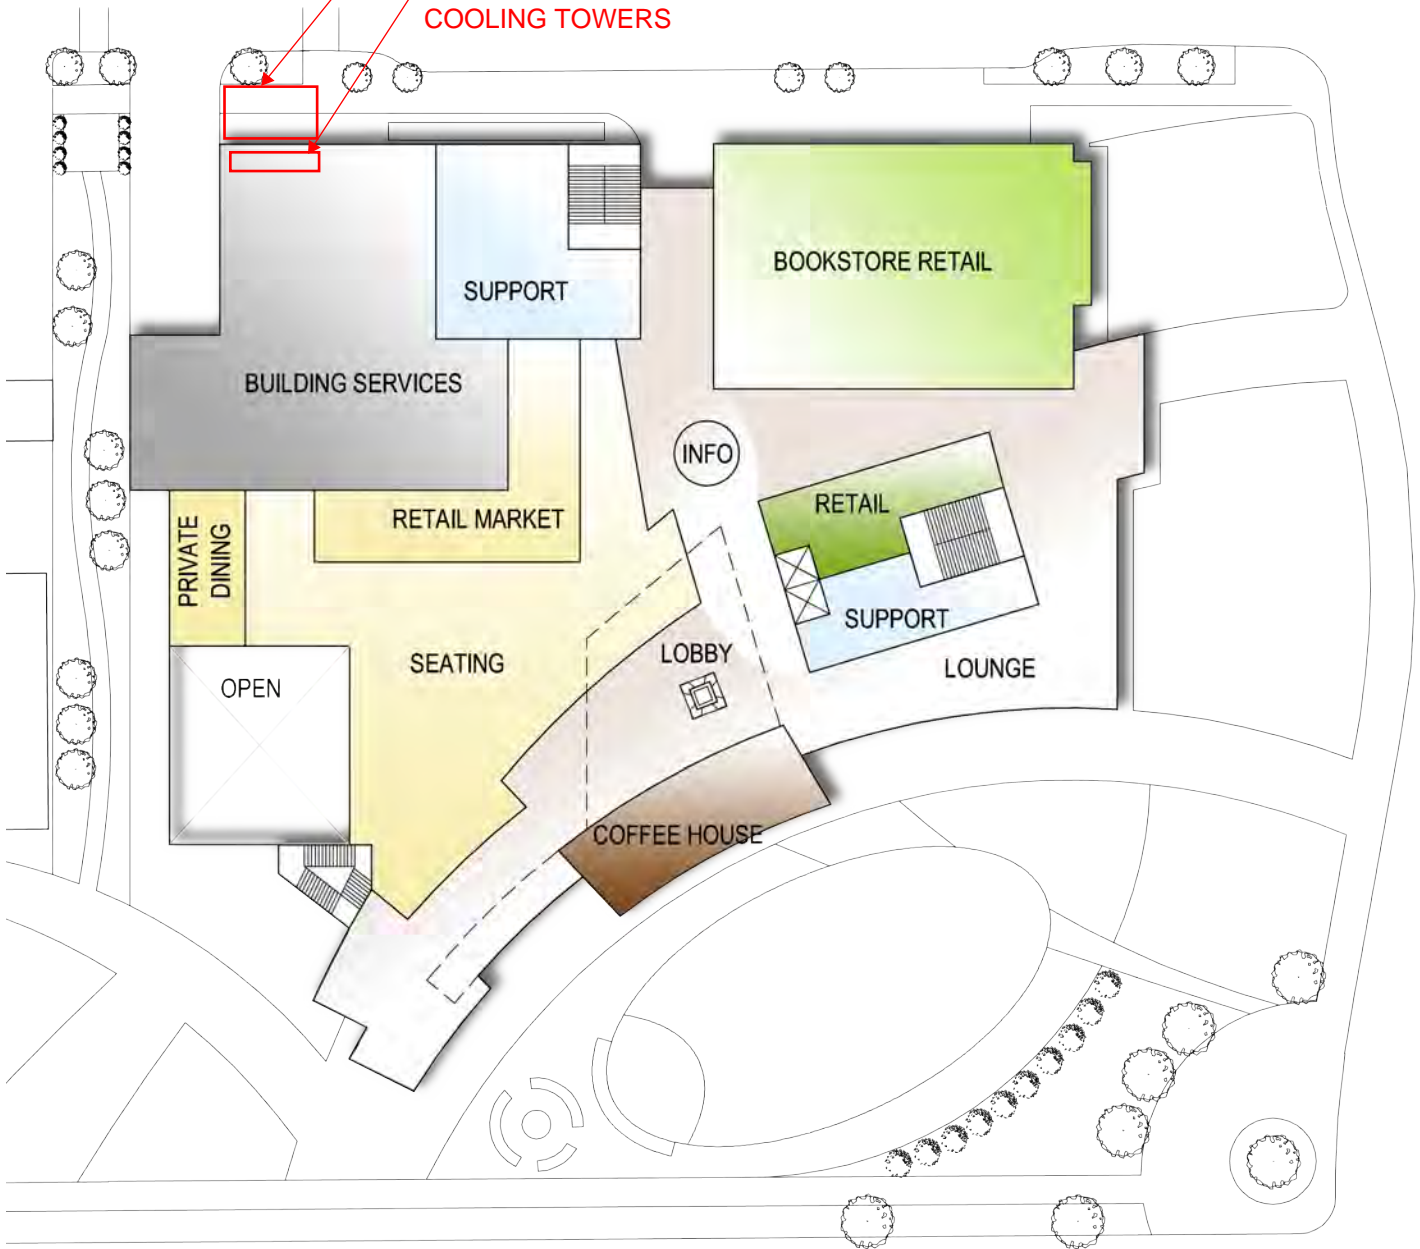 COOLING TOWERS
BOOKSTORE RETAIL
SUPPORT
BUILDING SERVICES
INFO
RETAIL
RETAIL MARKET
PRIVATE
DINING
SUPPORT
LOBBY
SEATING
LOUNGE
OPEN
COFFEE HOUSE